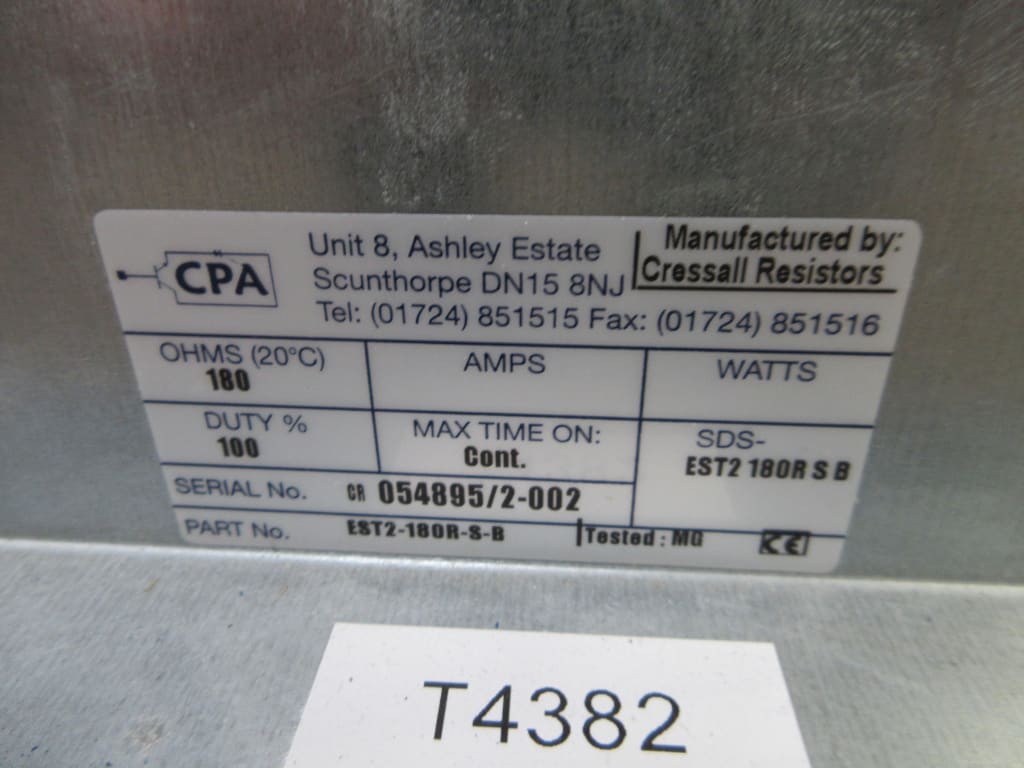 CPA
Unit 8, Ashley Estate
Scunthorpe DN15 8NJ
Tel: (01724) 851515 Fax: (01724) 851516
Manufactured by:
Cressall Resistors
OHMS (20°C)
180
AMPS
WATTS
DUTY %
100
MAX TIME ON:
Cont.
SDS-
EST2 180R S B
SERIAL No. CR 054895/2-002
PART No. EST2-180R-S-B Tested : MG CE
T4382